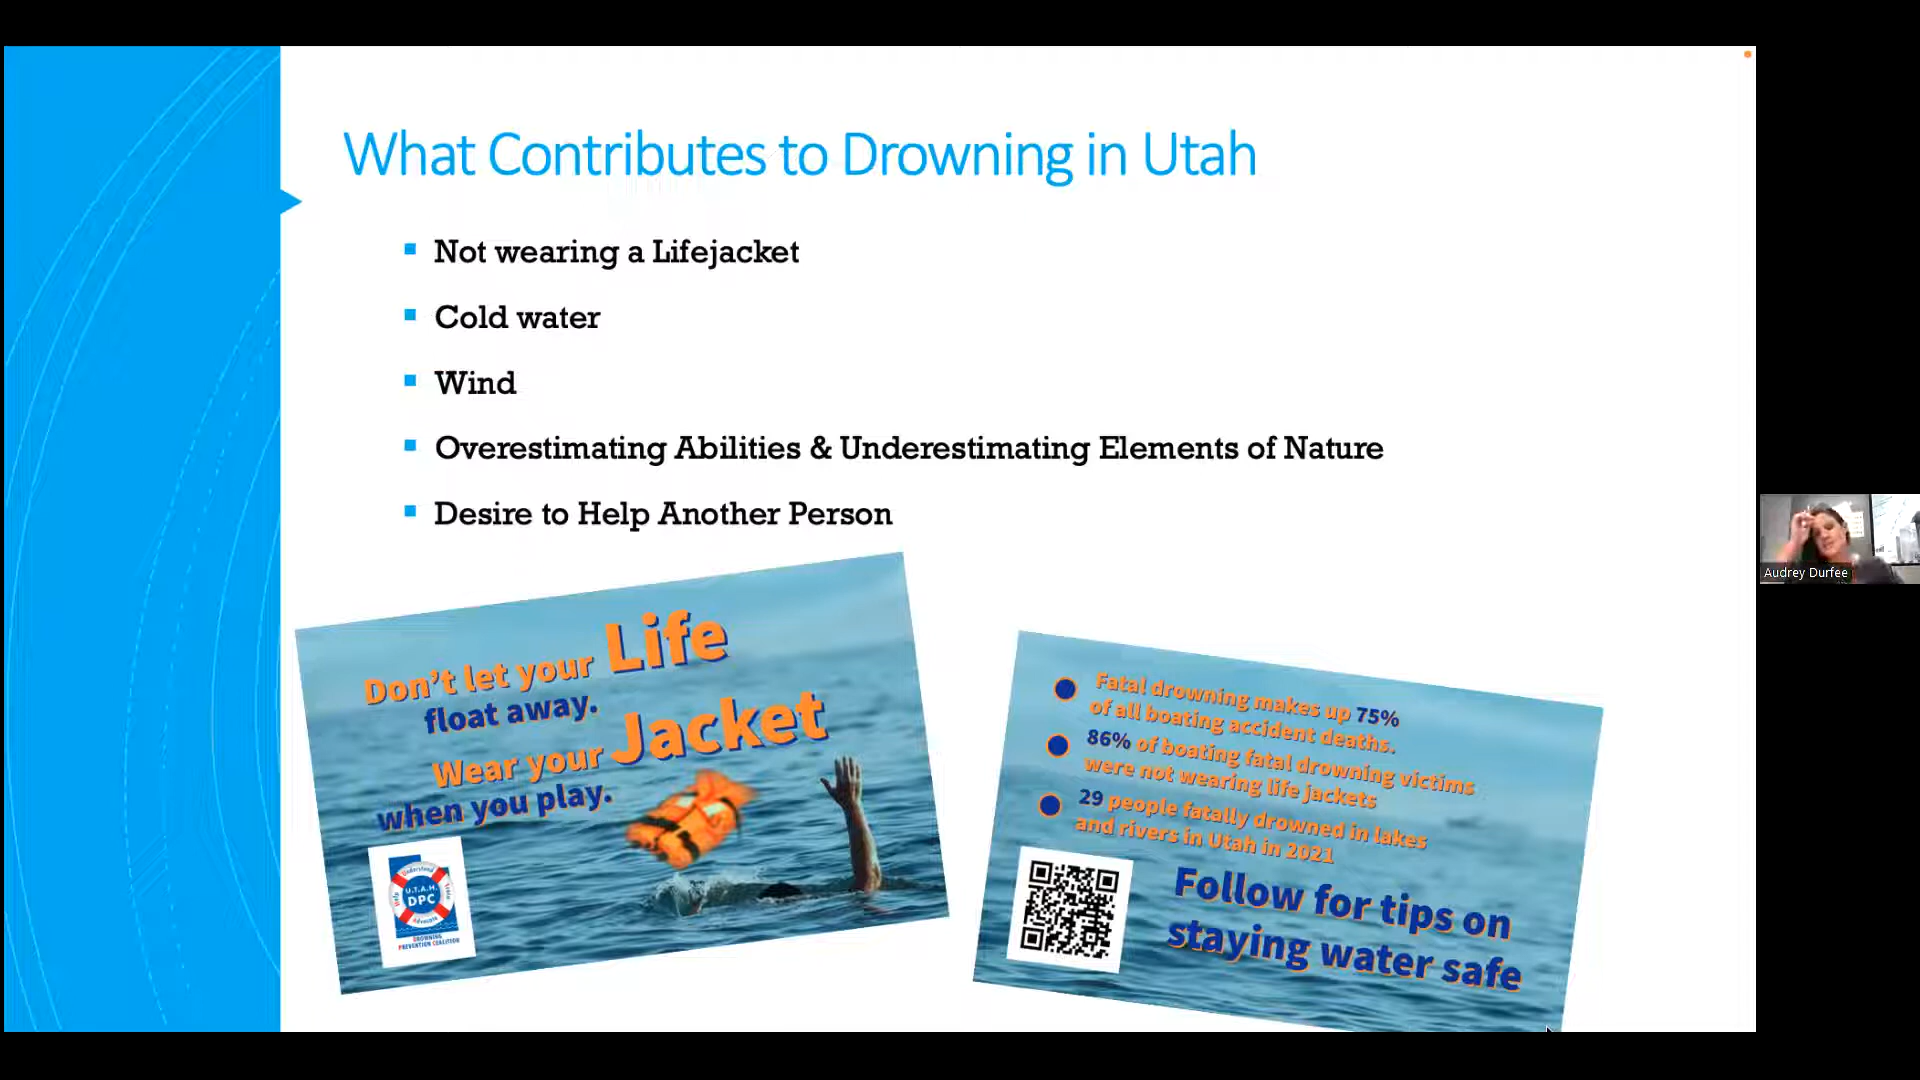 What Contributes to Drowning in Utah
Not wearing a Lifejacket
Cold water
Wind
Overestimating Abilities & Underestimating Elements of Nature
Desire to Help Another Person
Don't let your Life
float away.
Wear your Jacket
when you play.
Understand
U.T.A.H.
DPC
Advocate
DROWNING
PREVENTION COALITION
Fatal drowning makes up 75%
of all boating accident deaths.
86% of boating fatal drowning victims
were not wearing life jackets
29 people fatally drowned in lakes
and rivers in Utah in 2021
Follow for tips on
staying water safe
Audrey Durfee